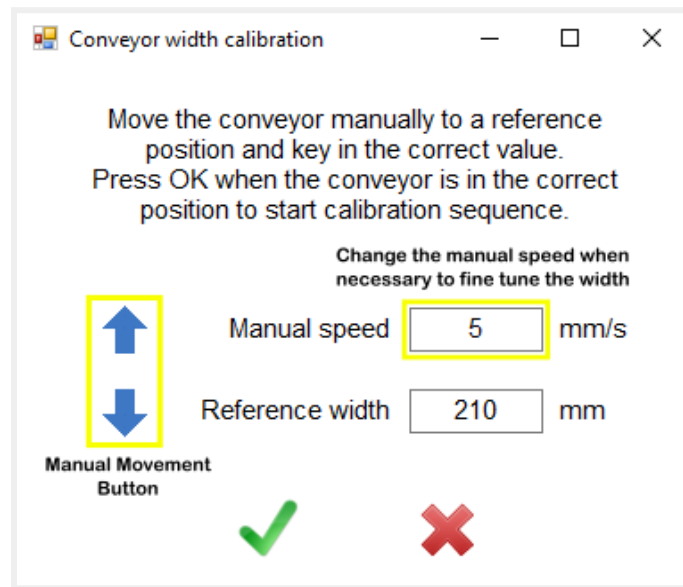 Conveyor width calibration
Move the conveyor manually to a reference
position and key in the correct value.
Press OK when the conveyor is in the correct
position to start calibration sequence.
Change the manual speed when
necessary to fine tune the width
Manual speed 5 mm/s
Reference width 210 mm
Manual Movement
Button